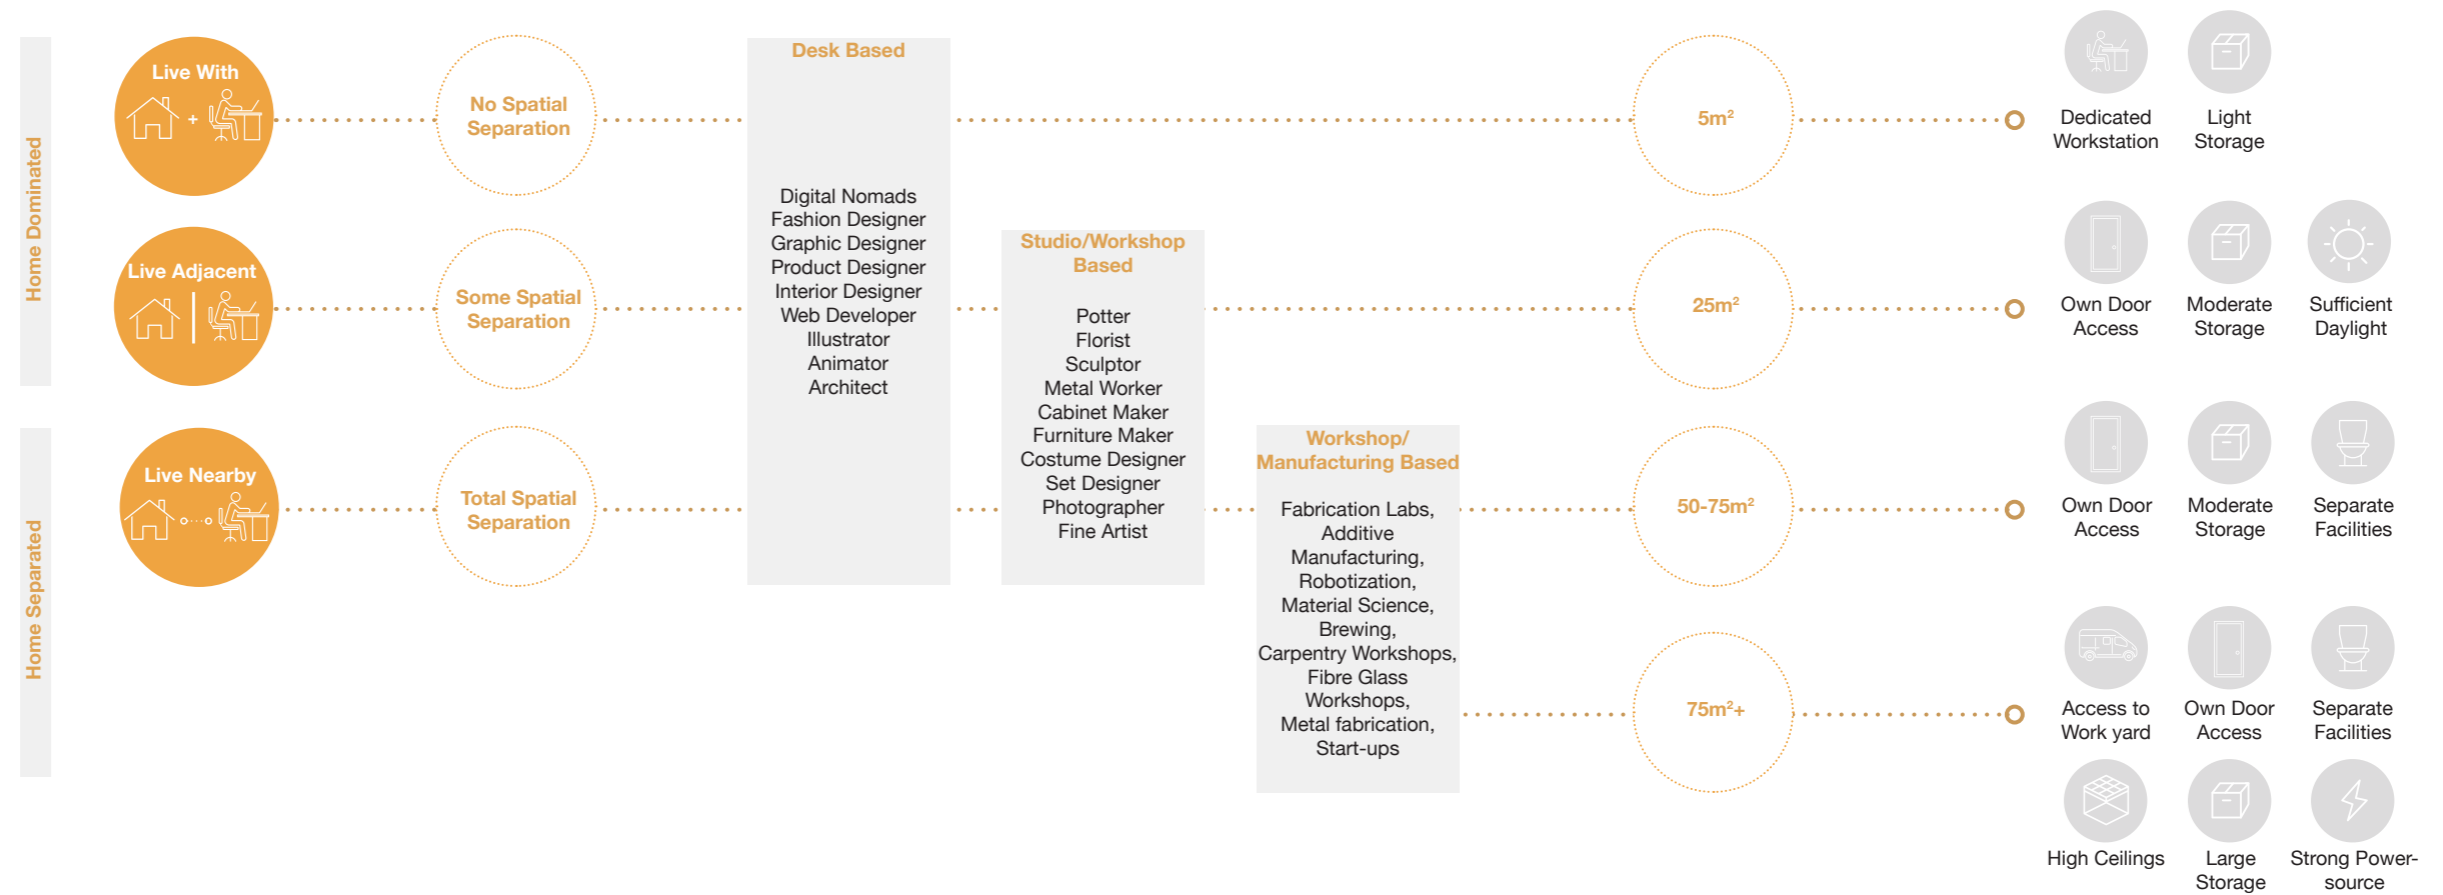 Home Dominated
Live With
+
No Spatial
Separation
Desk Based
Digital Nomads
Fashion Designer
Graphic Designer
Product Designer
Interior Designer
Web Developer
Illustrator
Animator
Architect
5m²
Dedicated
Workstation
Light
Storage
Live Adjacent
Some Spatial
Separation
Studio/Workshop
Based
Potter
Florist
Sculptor
Metal Worker
Cabinet Maker
Furniture Maker
Costume Designer
Set Designer
Photographer
Fine Artist
25m²
Own Door
Access
Moderate
Storage
Sufficient
Daylight
Home Separated
Live Nearby
Total Spatial
Separation
Workshop/
Manufacturing Based
Fabrication Labs,
Additive
Manufacturing,
Robotization,
Material Science,
Brewing,
Carpentry Workshops,
Fibre Glass
Workshops,
Metal fabrication,
Start-ups
50-75m²
Own Door
Access
Moderate
Storage
Separate
Facilities
75m²+
Access to
Work yard
Own Door
Access
Separate
Facilities
High Ceilings
Large
Storage
Strong Power-
source